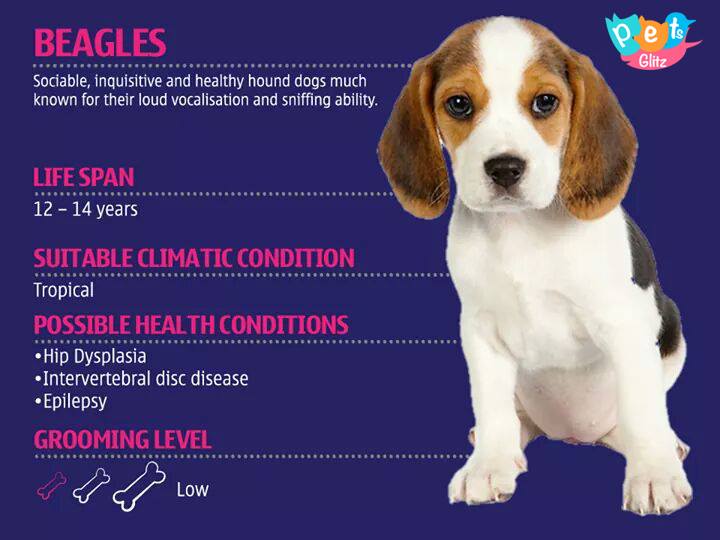 BEAGLES
Sociable, inquisitive and healthy hound dogs much
known for their loud vocalisation and sniffing ability.
LIFE SPAN
12 – 14 years
SUITABLE CLIMATIC CONDITION
Tropical
POSSIBLE HEALTH CONDITIONS
•Hip Dysplasia
•Intervertebral disc disease
•Epilepsy
GROOMING LEVEL
Low
pets
Glitz